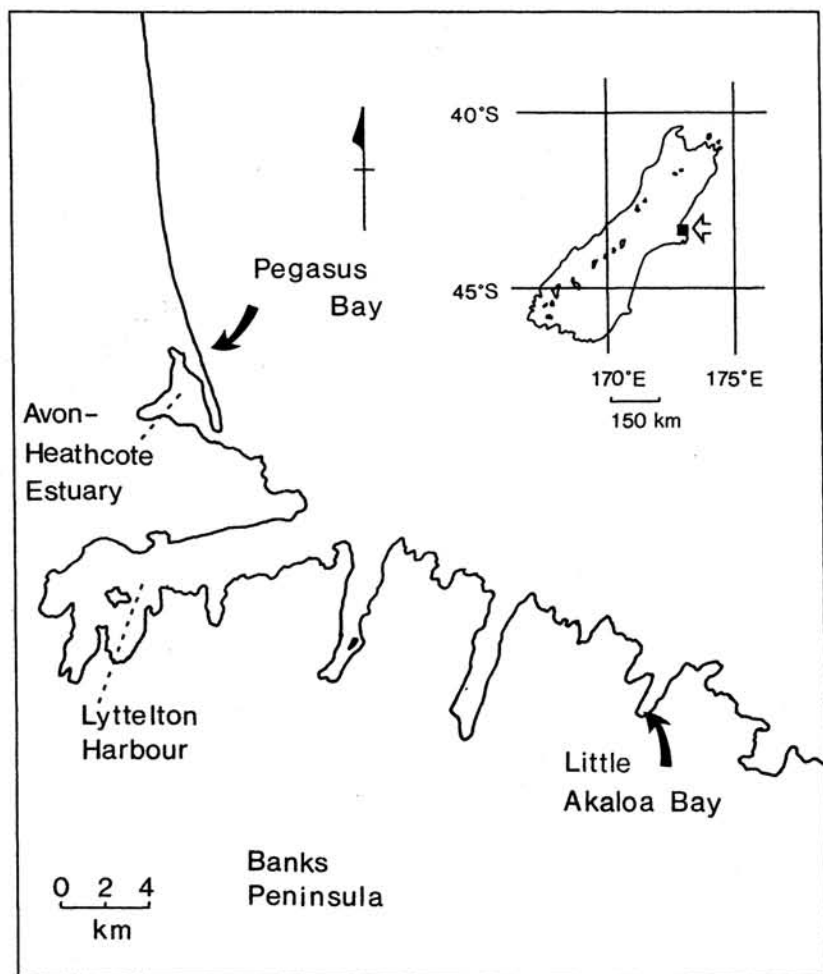 40°S
45°S
170°E
175°E
150 km
Pegasus
Bay
Avon-
Heathcote
Estuary
Lyttelton
Harbour
Little
Akaloa Bay
Banks
Peninsula
0 2 4
km